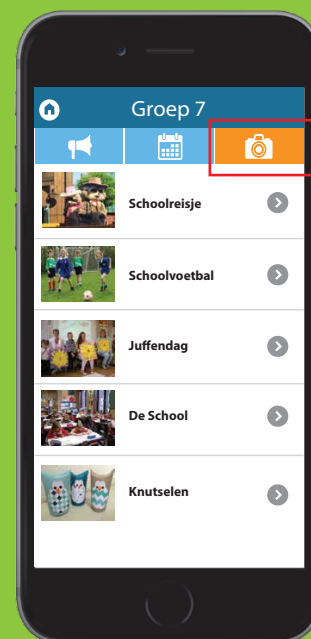 Groep 7
Schoolreisje
Schoolvoetbal
Juffendag
De School
Knutselen